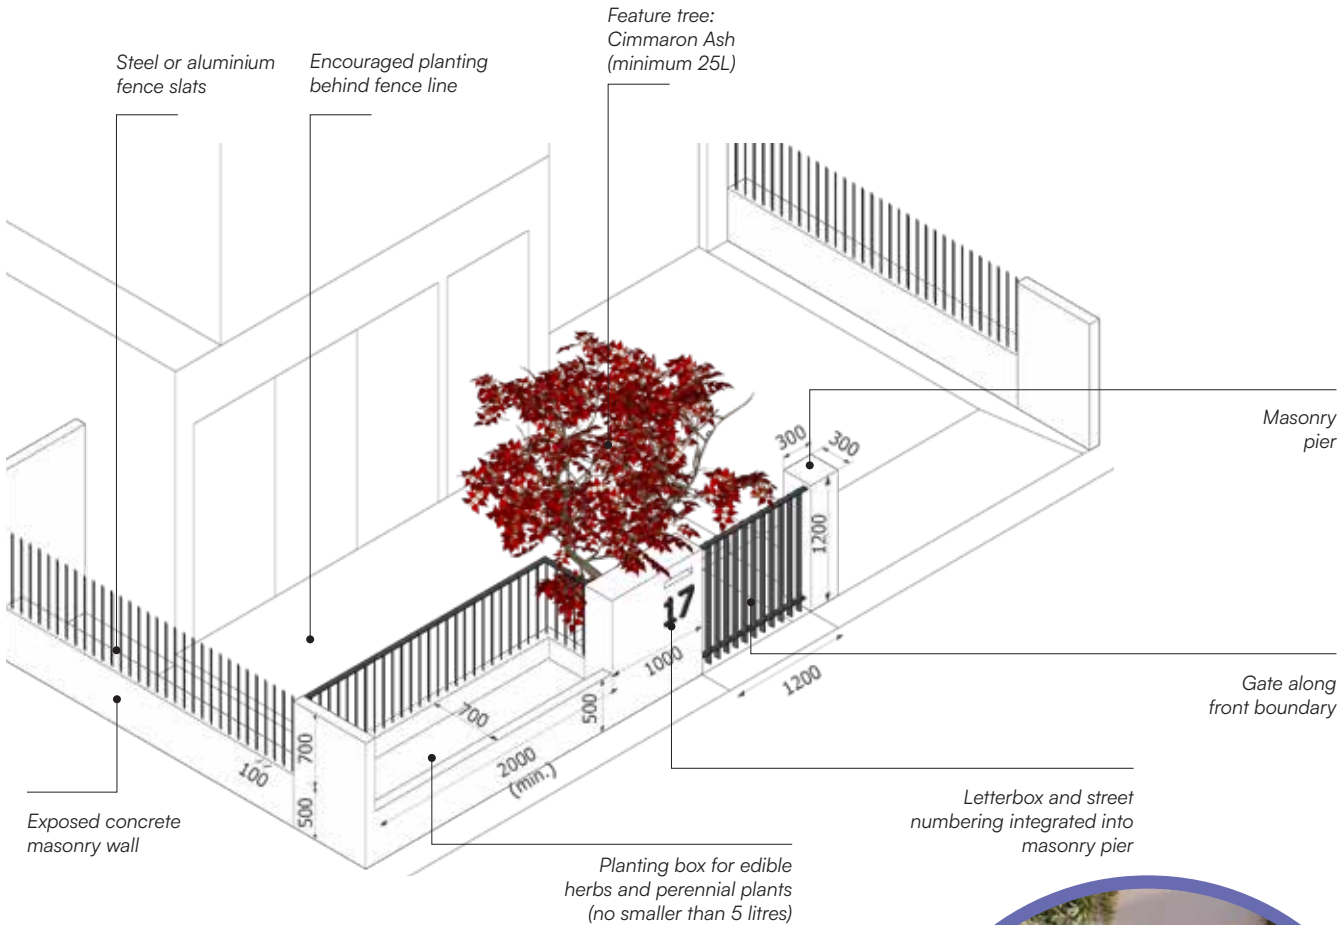 Feature tree:
Cimmaron Ash
(minimum 25L)
Steel or aluminium
fence slats
Encouraged planting
behind fence line
Masonry
pier
300
300
1200
17
1000
1200
Gate along
front boundary
500
700
2000
(min.)
700
100
500
Letterbox and street
numbering integrated into
masonry pier
Exposed concrete
masonry wall
Planting box for edible
herbs and perennial plants
(no smaller than 5 litres)